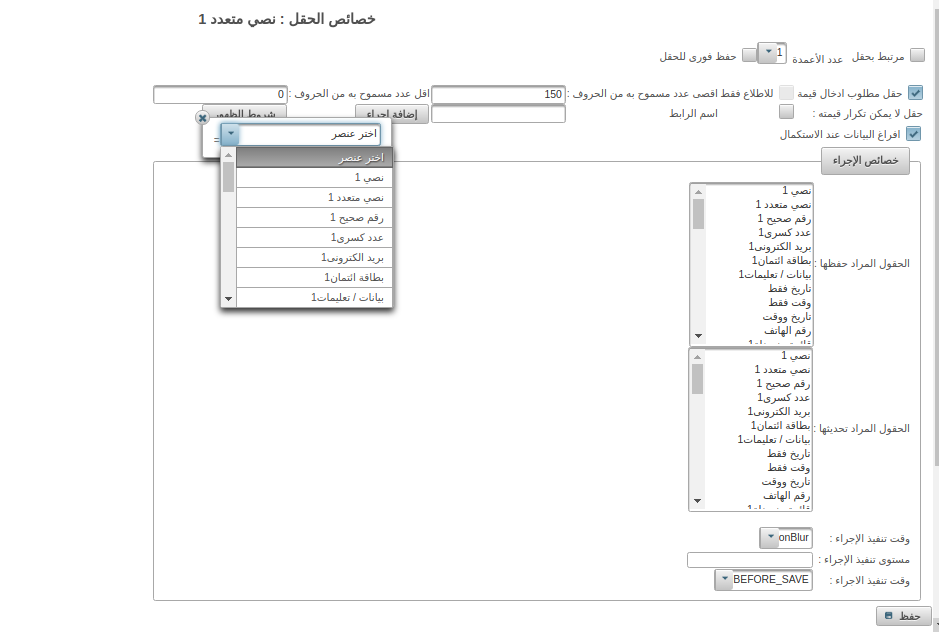 خصائص الحقل : نصي متعدد 1
مرتبط بحقل عدد الأعمدة 1 حفظ فورى للحقل
حقل مطلوب ادخال قيمة للاطلاع فقط اقصى عدد مسموح به من الحروف : 150 اقل عدد مسموح به من الحروف : 0
حقل لا يمكن تكرار قيمته : اسم الرابط إضافة إجراء شروط الظهور
افراغ البيانات عند الاستكمال
اختر عنصر =
اختر عنصر
نصي 1
نصي متعدد 1
رقم صحيح 1
عدد كسرى1
بريد الكترونى1
بطاقة ائتمان1
بيانات / تعليمات1
خصائص الإجراء
الحقول المراد حفظها :
نصي 1
نصي متعدد 1
رقم صحيح 1
عدد كسرى1
بريد الكترونى1
بطاقة ائتمان1
بيانات / تعليمات1
تاريخ فقط
وقت فقط
تاريخ ووقت
رقم الهاتف
الحقول المراد تحديثها :
نصي 1
نصي متعدد 1
رقم صحيح 1
عدد كسرى1
بريد الكترونى1
بطاقة ائتمان1
بيانات / تعليمات1
تاريخ فقط
وقت فقط
تاريخ ووقت
رقم الهاتف
وقت تنفيذ الإجراء : onBlur
مستوى تنفيذ الإجراء :
وقت تنفيذ الاجراء : BEFORE_SAVE
حفظ